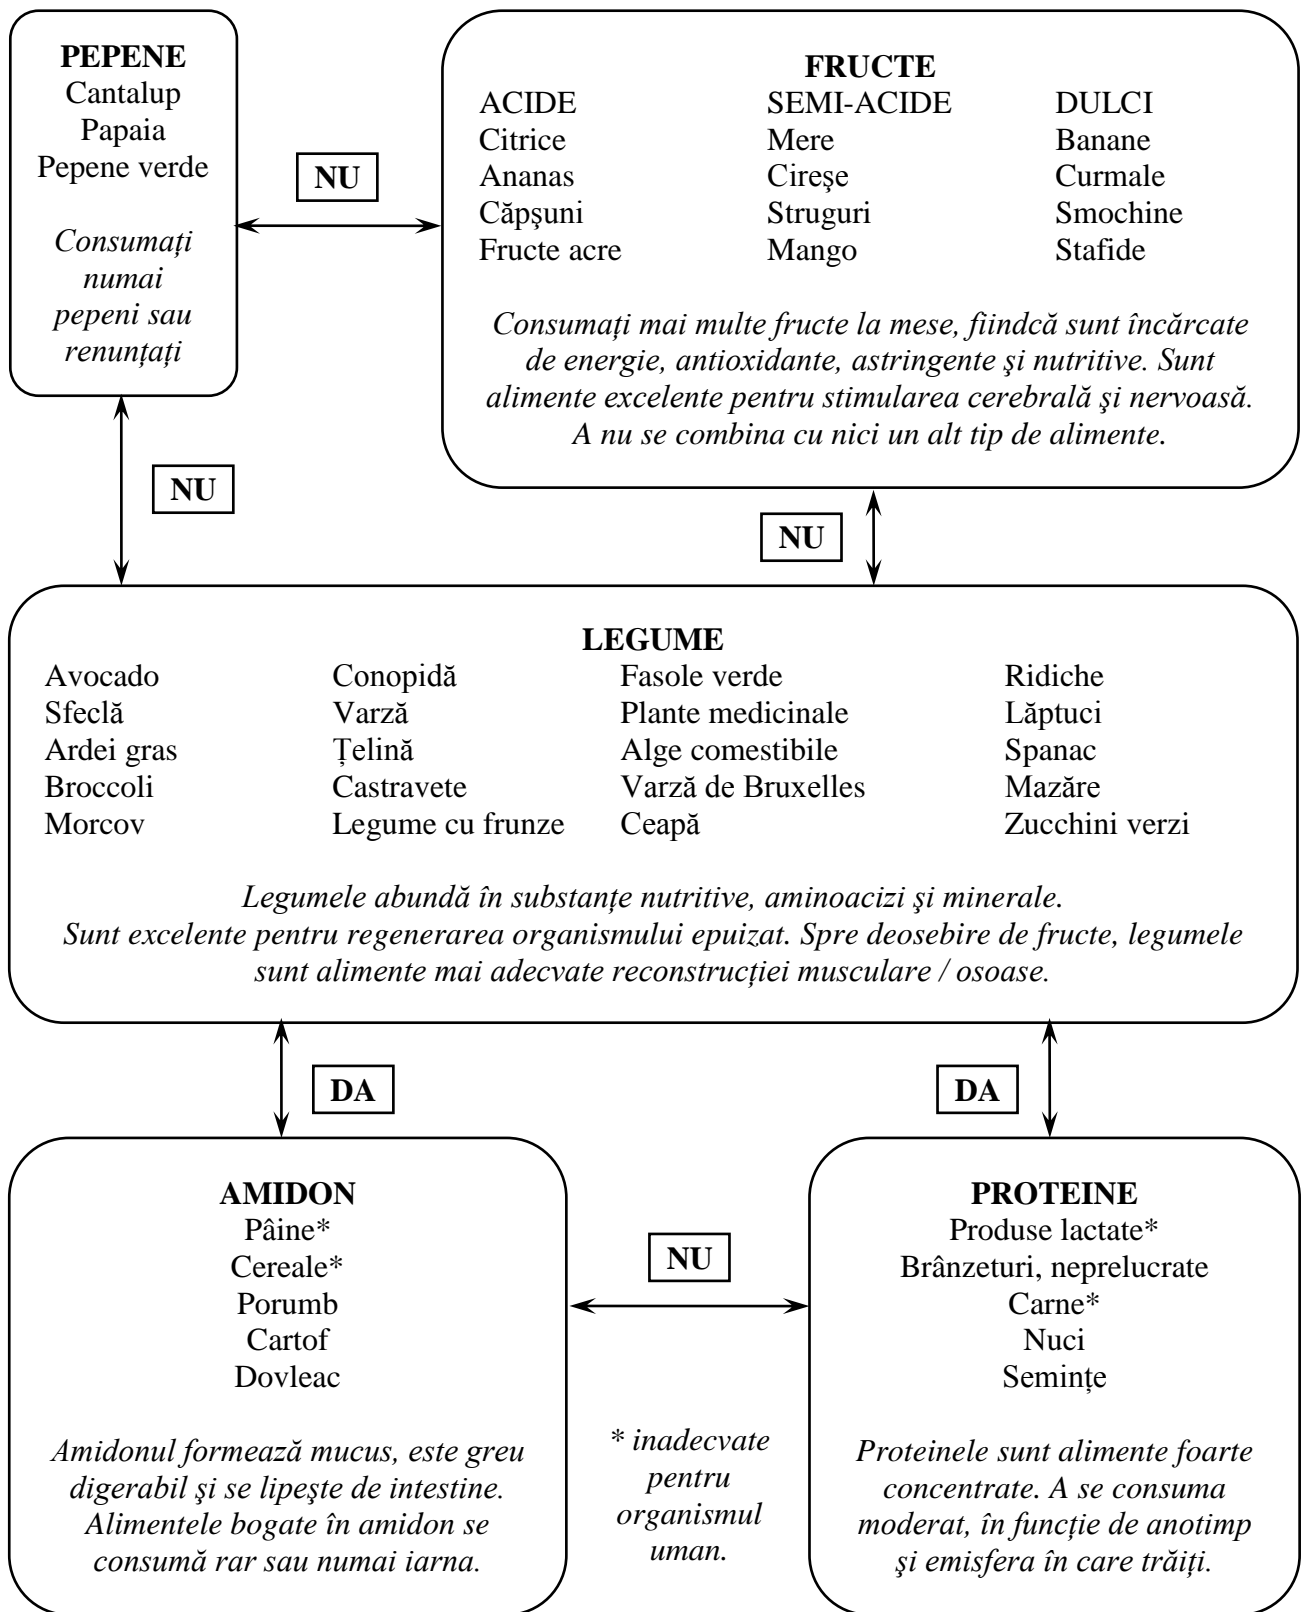 PEPENE
Cantalup
Papaia
Pepene verde
Consumați
numai
pepeni sau
renunțați
NU
FRUCTE
ACIDE SEMI-ACIDE DULCI
Citrice Mere Banane
Ananas Cireşe Curmale
Căpşuni Struguri Smochine
Fructe acre Mango Stafide
Consumați mai multe fructe la mese, fiindcă sunt încărcate
de energie, antioxidante, astringente şi nutritive. Sunt
alimente excelente pentru stimularea cerebrală şi nervoasă.
A nu se combina cu nici un alt tip de alimente.
NU
NU
LEGUME
Avocado Conopidă Fasole verde Ridiche
Sfeclă Varză Plante medicinale Lăptuci
Ardei gras Țelină Alge comestibile Spanac
Broccoli Castravete Varză de Bruxelles Mazăre
Morcov Legume cu frunze Ceapă Zucchini verzi
Legumele abundă în substanțe nutritive, aminoacizi şi minerale.
Sunt excelente pentru regenerarea organismului epuizat. Spre deosebire de fructe, legumele
sunt alimente mai adecvate reconstrucției musculare / osoase.
DA
DA
AMIDON
Pâine*
Cereale*
Porumb
Cartof
Dovleac
Amidonul formează mucus, este greu
digerabil şi se lipeşte de intestine.
Alimentele bogate în amidon se
consumă rar sau numai iarna.
NU
* inadecvate
pentru
organismul
uman.
PROTEINE
Produse lactate*
Brânzeturi, neprelucrate
Carne*
Nuci
Semințe
Proteinele sunt alimente foarte
concentrate. A se consuma
moderat, în funcție de anotimp
şi emisfera în care trăiți.